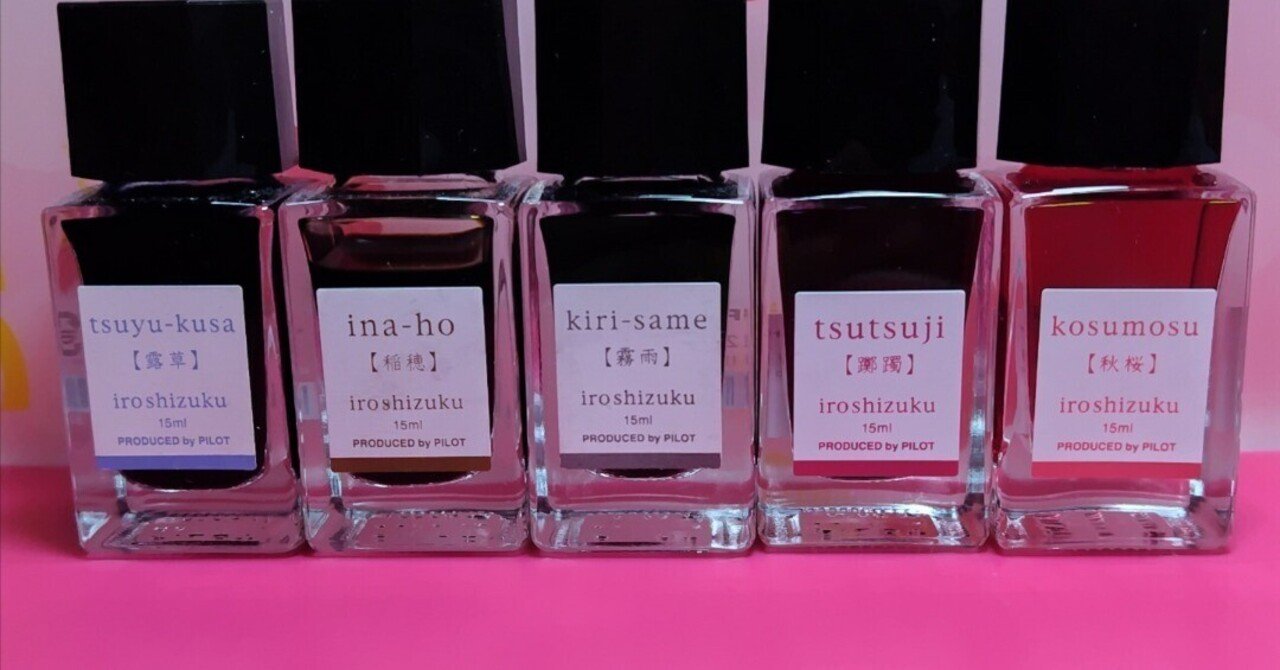 tsuyu-kusa
【露草】
iroshizuku
15ml
PRODUCED by PILOT
ina-ho
【稲穂】
iroshizuku
15ml
PRODUCED by PILOT
kiri-same
【霧雨】
iroshizuku
15ml
PRODUCED by PILOT
tsutsuji
【躑躅】
iroshizuku
15ml
PRODUCED by PILOT
kosumosu
【秋桜】
iroshizuku
15ml
PRODUCED by PILOT